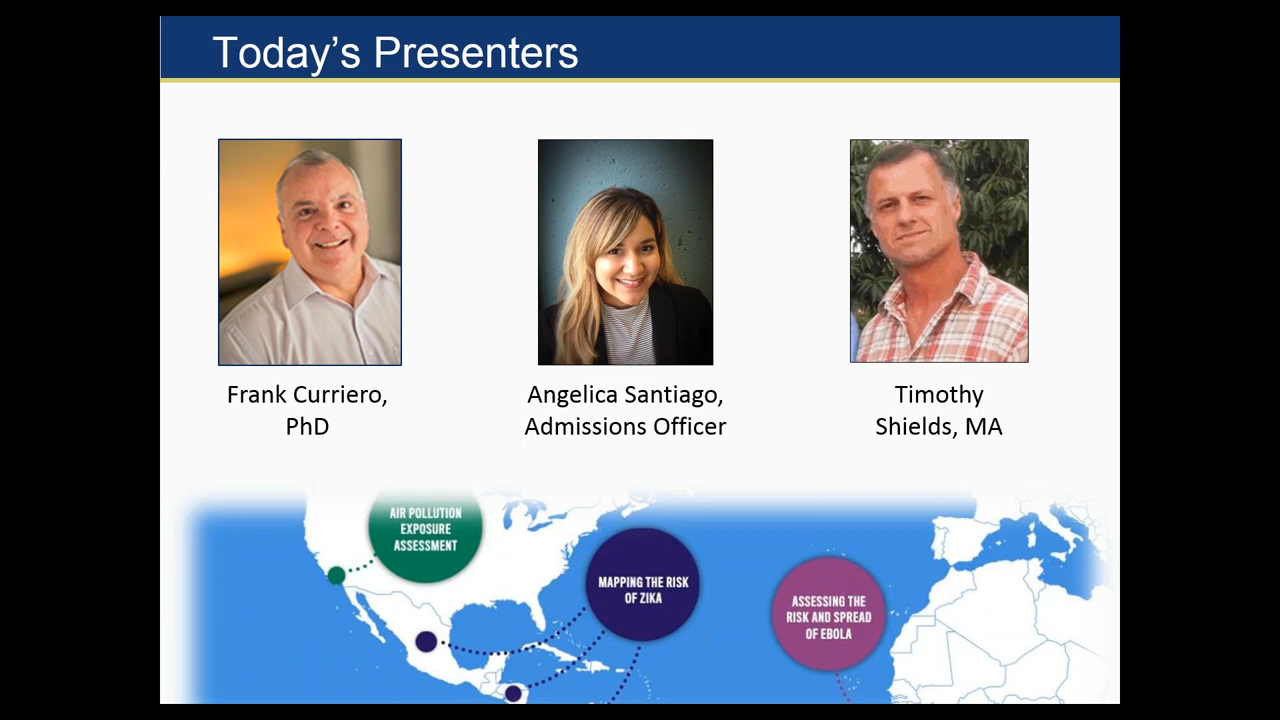 Today’s Presenters
Frank Curriero,
PhD
Angelica Santiago,
Admissions Officer
Timothy
Shields, MA
AIR POLLUTION
EXPOSURE
ASSESSMENT
MAPPING THE RISK
OF ZIKA
ASSESSING THE
RISK AND SPREAD
OF EBOLA